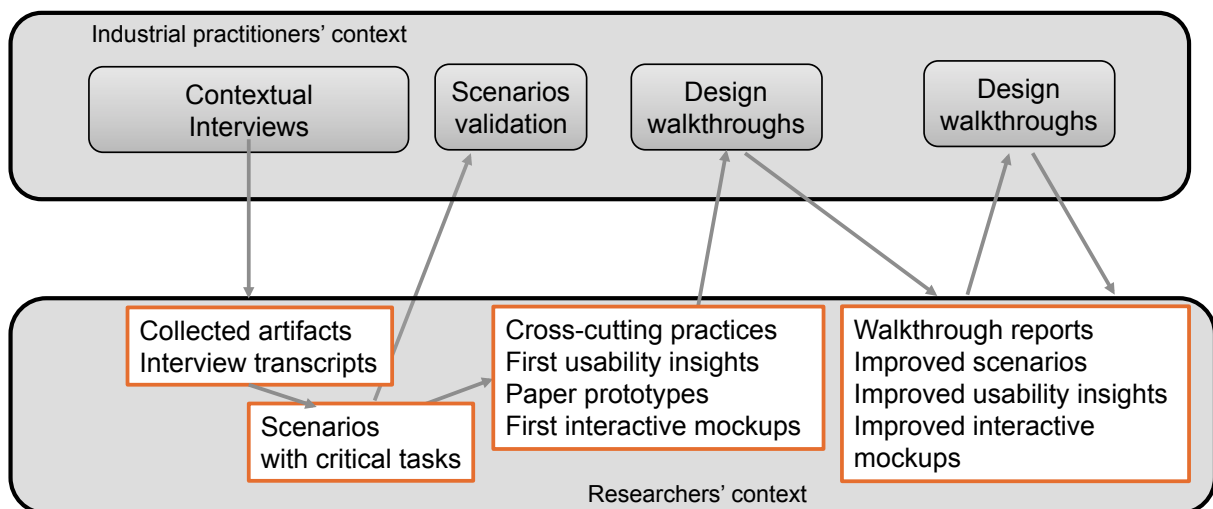 Industrial practitioners’ context
Contextual
Interviews
Scenarios
validation
Design
walkthroughs
Design
walkthroughs
Collected artifacts
Interview transcripts
Scenarios
with critical tasks
Cross-cutting practices
First usability insights
Paper prototypes
First interactive mockups
Walkthrough reports
Improved scenarios
Improved usability insights
Improved interactive
mockups
Researchers’ context